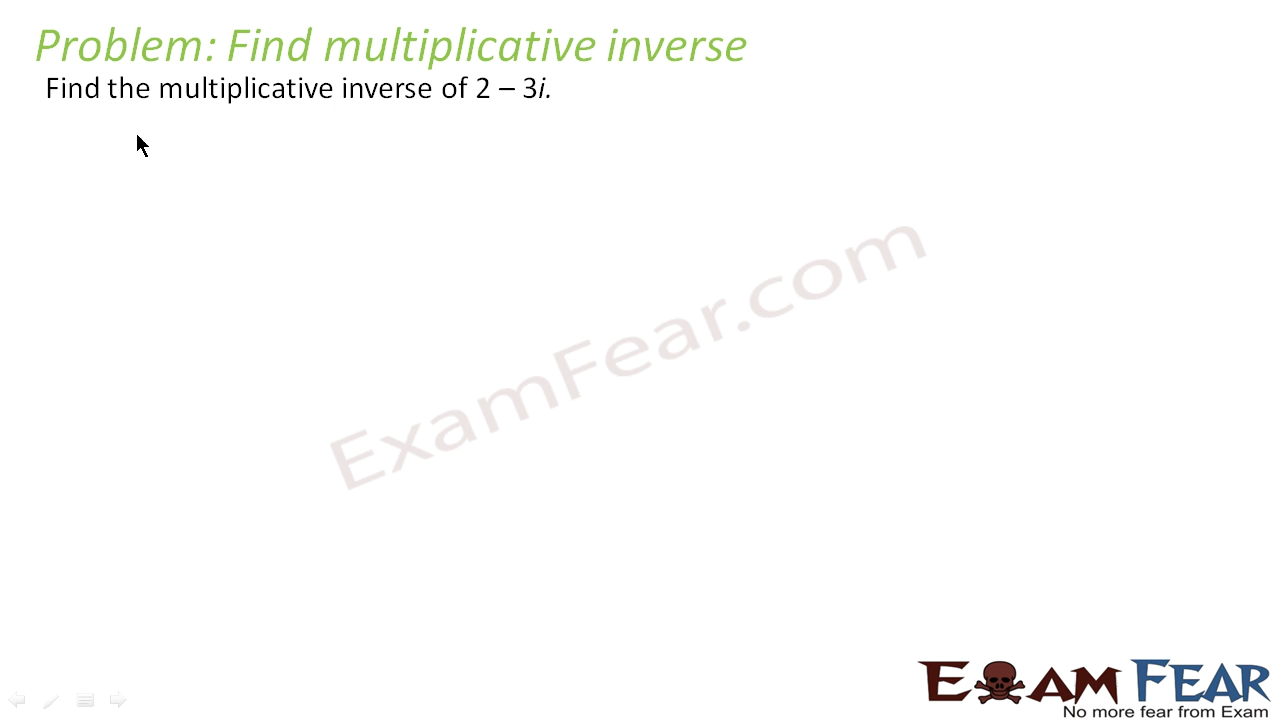 Problem: Find multiplicative inverse
Find the multiplicative inverse of 2 – 3i.
ExamFear.com
EXAM FEAR
No more fear from Exam